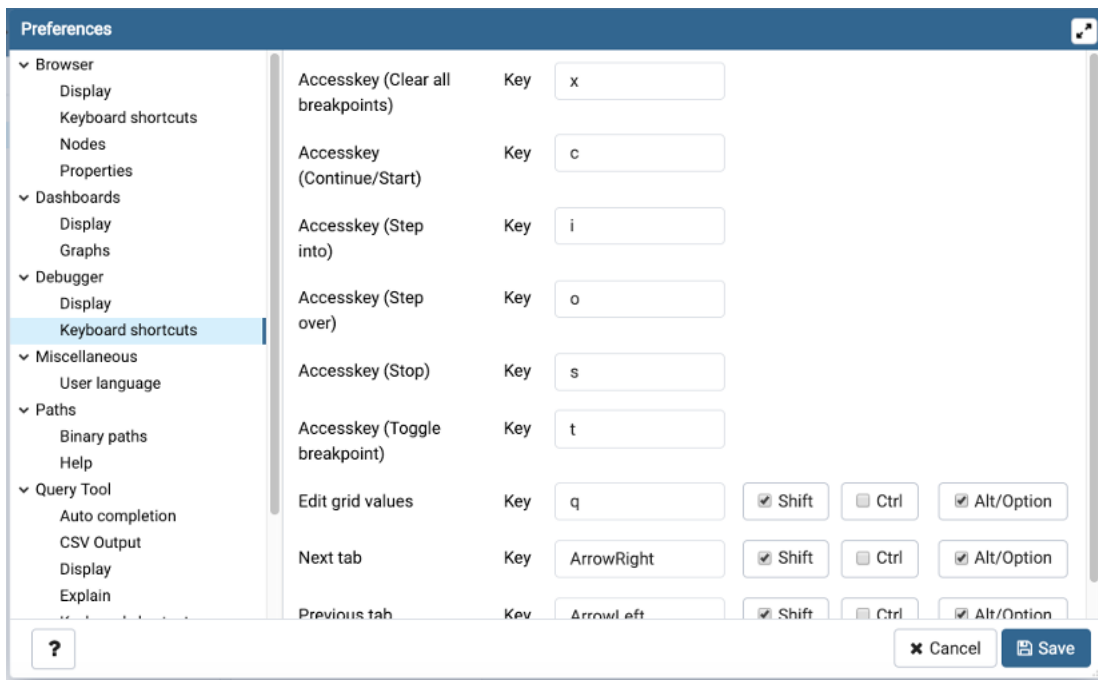 Preferences
Browser
Display
Keyboard shortcuts
Nodes
Properties
Dashboards
Display
Graphs
Debugger
Display
Keyboard shortcuts
Miscellaneous
User language
Paths
Binary paths
Help
Query Tool
Auto completion
CSV Output
Display
Explain
Accesskey (Clear all Key x
breakpoints)
Accesskey Key c
(Continue/Start)
Accesskey (Step Key i
into)
Accesskey (Step Key o
over)
Accesskey (Stop) Key s
Accesskey (Toggle Key t
breakpoint)
Edit grid values Key q Shift Ctrl Alt/Option
Next tab Key ArrowRight Shift Ctrl Alt/Option
Previous tab Key ArrowLeft Shift Ctrl Alt/Option
? Cancel Save